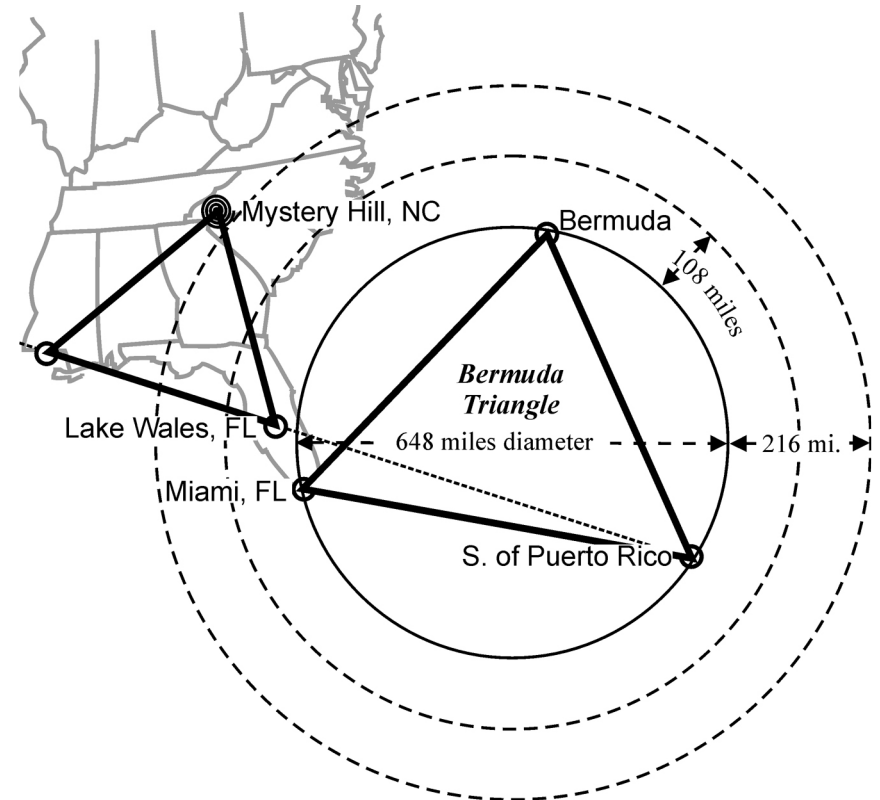 Mystery Hill, NC
Bermuda
108 miles
Bermuda
Triangle
Lake Wales, FL
648 miles diameter
216 mi.
Miami, FL
S. of Puerto Rico